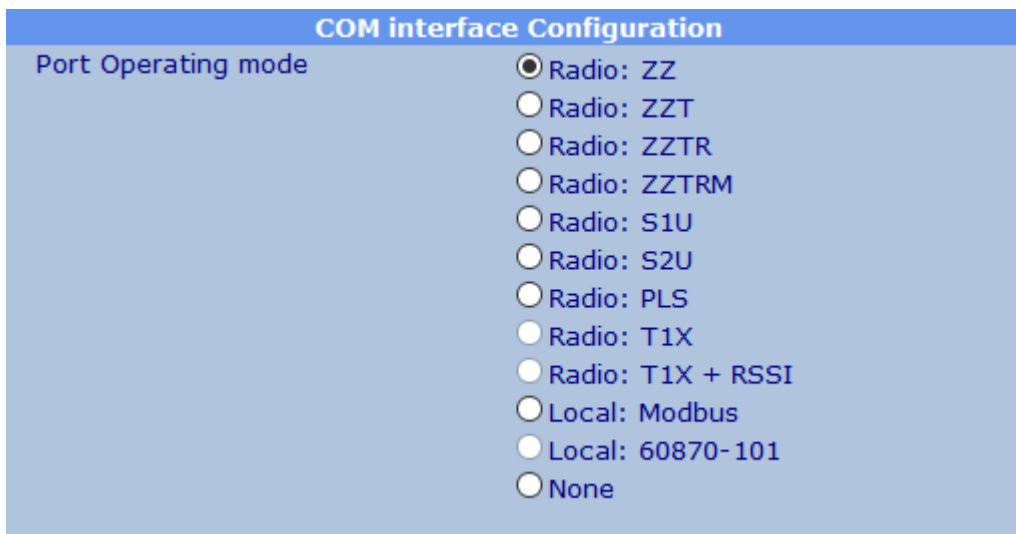 COM interface Configuration
Port Operating mode
Radio: ZZ
Radio: ZZT
Radio: ZZTR
Radio: ZZTRM
Radio: S1U
Radio: S2U
Radio: PLS
Radio: T1X
Radio: T1X + RSSI
Local: Modbus
Local: 60870-101
None